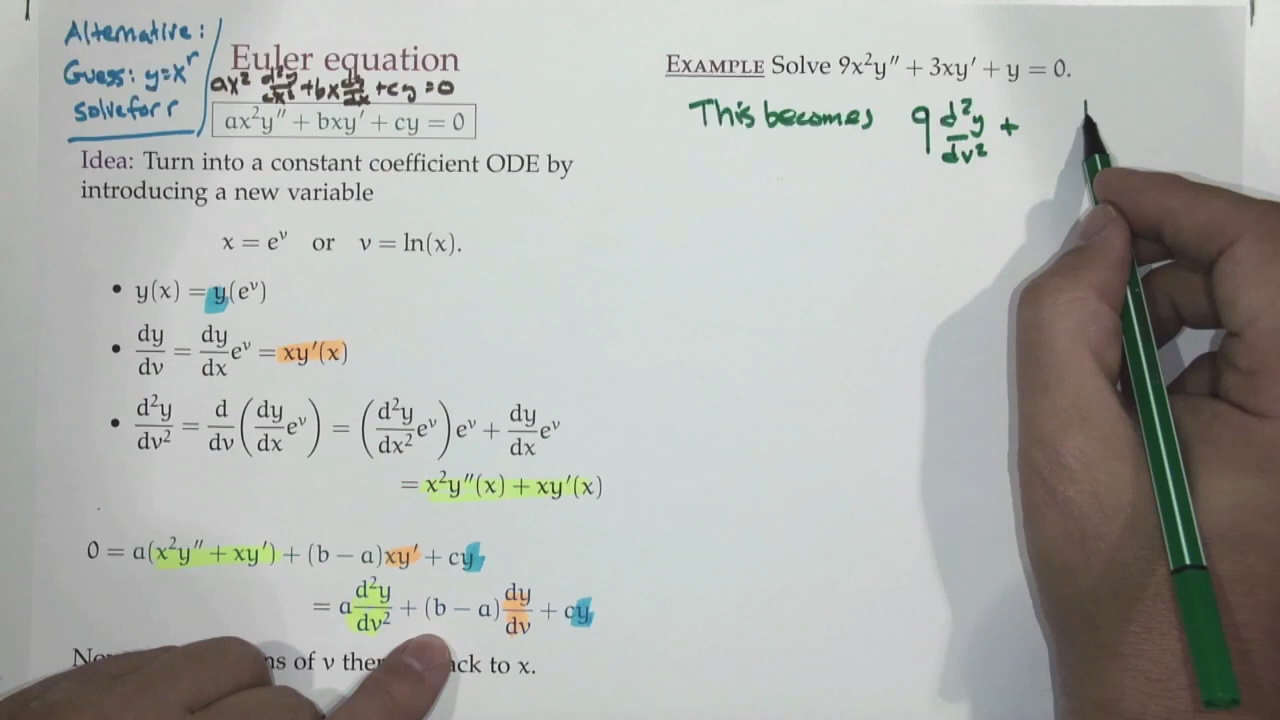 Alternative:
Guess: y=x^r
solve for r
Euler equation
ax² d²y/dx² + bx dy/dx + cy = 0
ax²y″ + bxy′ + cy = 0
Idea: Turn into a constant coefficient ODE by
introducing a new variable
x = e^v or v = ln(x).
• y(x) = y(e^v)
• dy/dv = dy/dx e^v = xy′(x)
• d²y/dv² = d/dv (dy/dx e^v) = (d²y/dx² e^v) e^v + dy/dx e^v
= x²y″(x) + xy′(x)
0 = a(x²y″ + xy′) + (b − a)xy′ + cy
= a d²y/dv² + (b − a) dy/dv + cy
ns of v then ack to x.
EXAMPLE Solve 9x²y″ + 3xy′ + y = 0.
This becomes 9 d²y/dv² +